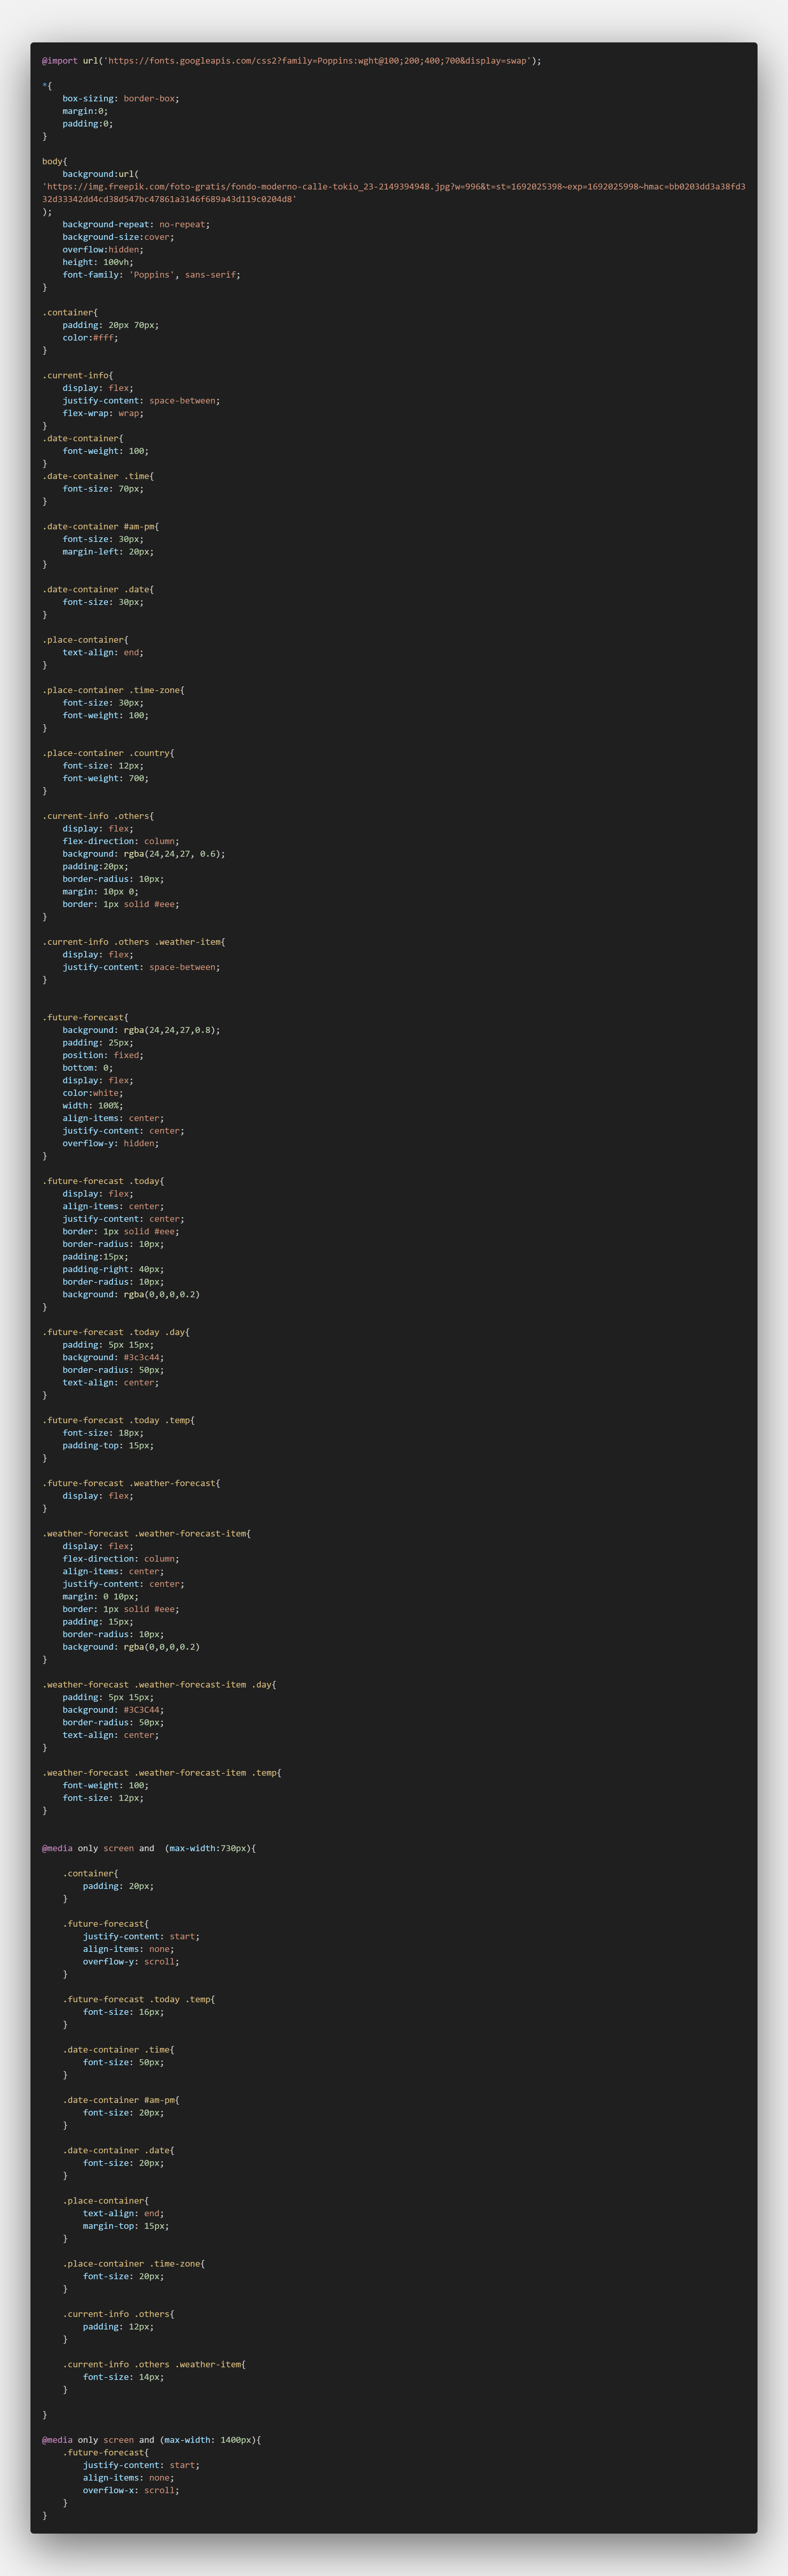 @import url('https://fonts.googleapis.com/css2?family=Poppins:wght@100;200;400;700&display=swap');
*{
box-sizing: border-box;
margin:0;
padding:0;
}
body{
background:url(
'https://img.freepik.com/foto-gratis/fondo-moderno-calle-tokio_23-2149394948.jpg?w=996&t=st=1692025398~exp=1692025998~hmac=bb0203dd3a38fd3
32d33342dd4cd38d547bc47861a3146f689a43d119c0204d8'
);
background-repeat: no-repeat;
background-size:cover;
overflow:hidden;
height: 100vh;
font-family: 'Poppins', sans-serif;
}
.container{
padding: 20px 70px;
color:#fff;
}
.current-info{
display: flex;
justify-content: space-between;
flex-wrap: wrap;
}
.date-container{
font-weight: 100;
}
.date-container .time{
font-size: 70px;
}
.date-container #am-pm{
font-size: 30px;
margin-left: 20px;
}
.date-container .date{
font-size: 30px;
}
.place-container{
text-align: end;
}
.place-container .time-zone{
font-size: 30px;
font-weight: 100;
}
.place-container .country{
font-size: 12px;
font-weight: 700;
}
.current-info .others{
display: flex;
flex-direction: column;
background: rgba(24,24,27, 0.6);
padding:20px;
border-radius: 10px;
margin: 10px 0;
border: 1px solid #eee;
}
.current-info .others .weather-item{
display: flex;
justify-content: space-between;
}
.future-forecast{
background: rgba(24,24,27,0.8);
padding: 25px;
position: fixed;
bottom: 0;
display: flex;
color:white;
width: 100%;
align-items: center;
justify-content: center;
overflow-y: hidden;
}
.future-forecast .today{
display: flex;
align-items: center;
justify-content: center;
border: 1px solid #eee;
border-radius: 10px;
padding:15px;
padding-right: 40px;
border-radius: 10px;
background: rgba(0,0,0,0.2)
}
.future-forecast .today .day{
padding: 5px 15px;
background: #3c3c44;
border-radius: 50px;
text-align: center;
}
.future-forecast .today .temp{
font-size: 18px;
padding-top: 15px;
}
.future-forecast .weather-forecast{
display: flex;
}
.weather-forecast .weather-forecast-item{
display: flex;
flex-direction: column;
align-items: center;
justify-content: center;
margin: 0 10px;
border: 1px solid #eee;
padding: 15px;
border-radius: 10px;
background: rgba(0,0,0,0.2)
}
.weather-forecast .weather-forecast-item .day{
padding: 5px 15px;
background: #3C3C44;
border-radius: 50px;
text-align: center;
}
.weather-forecast .weather-forecast-item .temp{
font-weight: 100;
font-size: 12px;
}
@media only screen and  (max-width:730px){
.container{
padding: 20px;
}
.future-forecast{
justify-content: start;
align-items: none;
overflow-y: scroll;
}
.future-forecast .today .temp{
font-size: 16px;
}
.date-container .time{
font-size: 50px;
}
.date-container #am-pm{
font-size: 20px;
}
.date-container .date{
font-size: 20px;
}
.place-container{
text-align: end;
margin-top: 15px;
}
.place-container .time-zone{
font-size: 20px;
}
.current-info .others{
padding: 12px;
}
.current-info .others .weather-item{
font-size: 14px;
}
}
@media only screen and (max-width: 1400px){
.future-forecast{
justify-content: start;
align-items: none;
overflow-x: scroll;
}
}